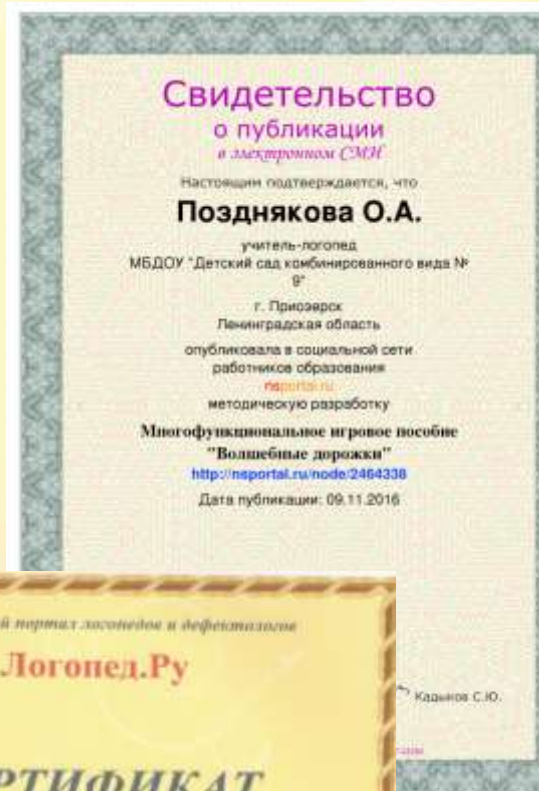 Свидетельство
о публикации
в электронном СМИ
Настоящим подтверждается, что
Позднякова О.А.
учитель-логопед
МБДОУ "Детский сад комбинированного вида №
9"
г. Приозерск
Ленинградская область
опубликовала в социальной сети
работников образования
nsportal.ru
методическую разработку
Многофункциональное игровое пособие
"Волшебные дорожки"
http://nsportal.ru/node/2464338
Дата публикации: 09.11.2016
Кадыков С.Ю.
й портал логопедов и дефектологов
Логопед.Ру
РТИФИКАТ